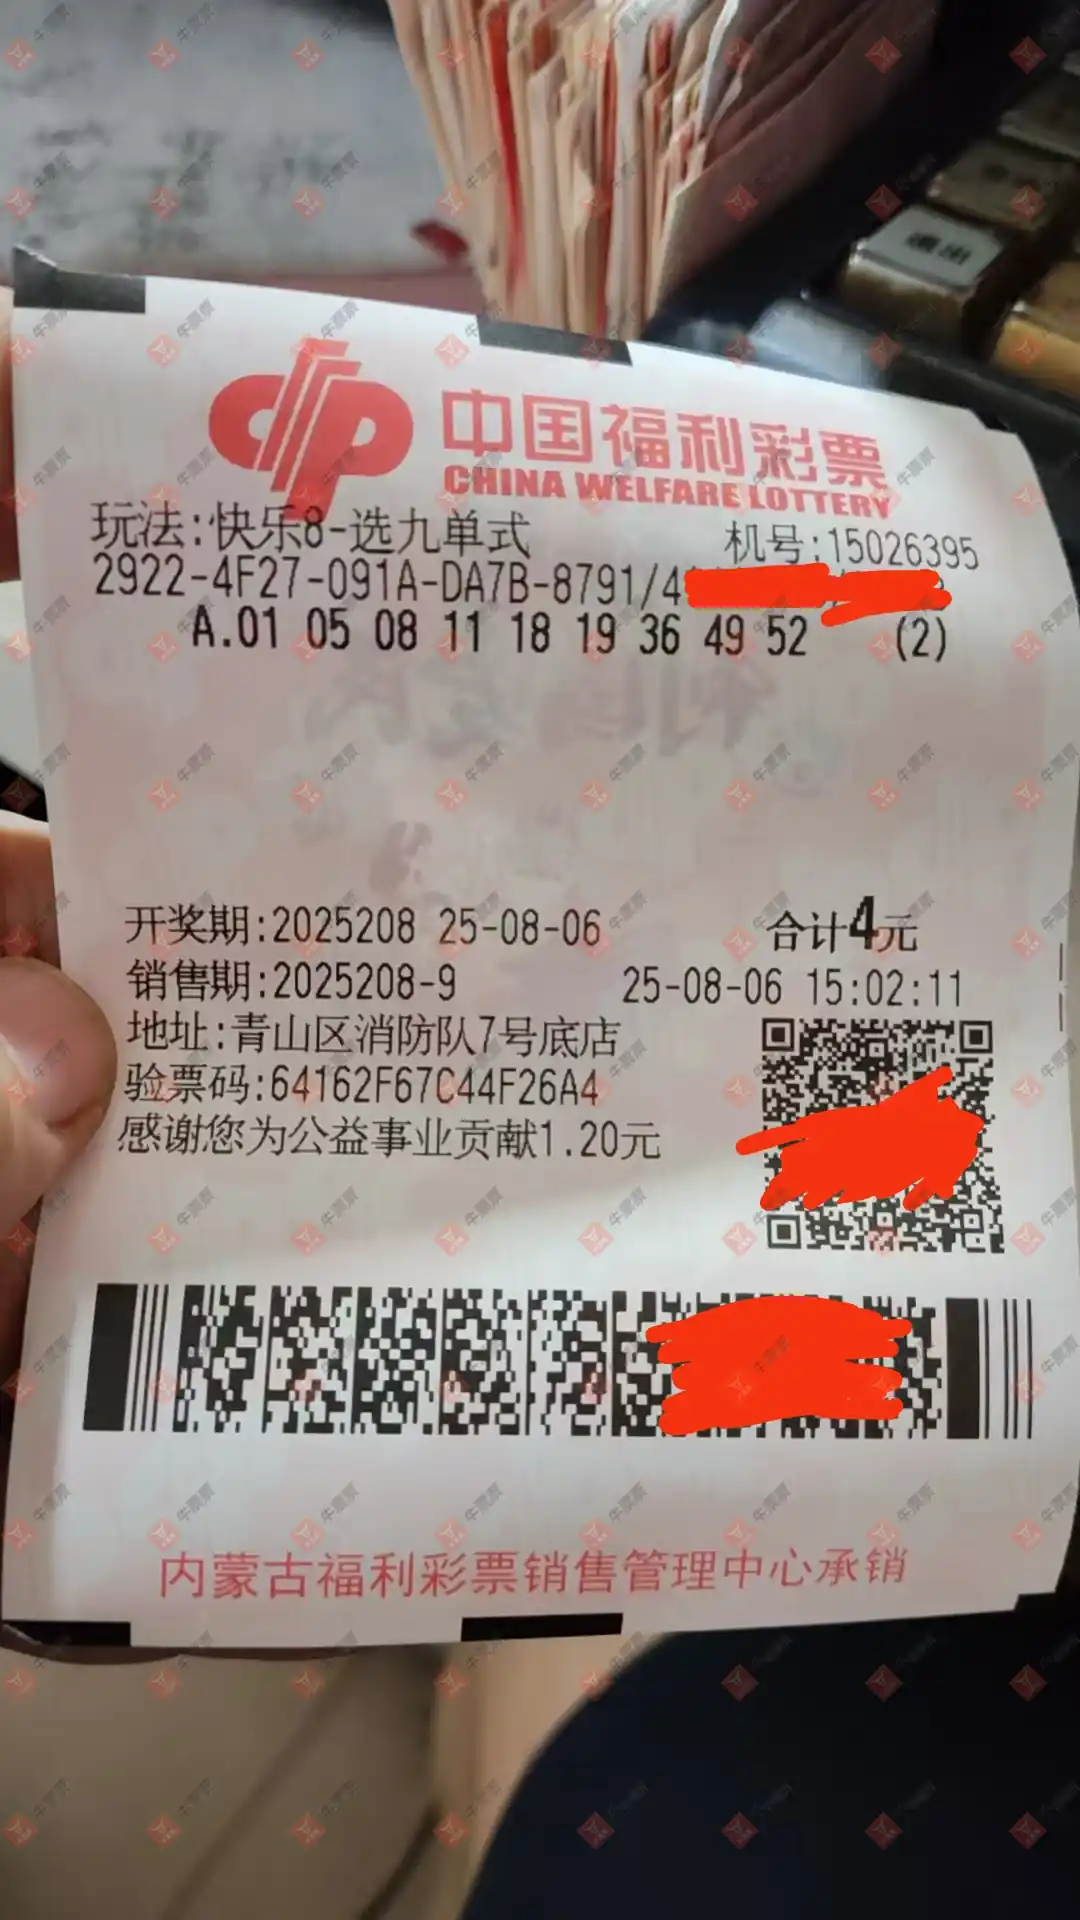 中国福利彩票
CHINA WELFARE LOTTERY
玩法:快乐8-选九单式 机号:15026395
2922-4F27-091A-DA7B-8791/4
A.01 05 08 11 18 19 36 49 52 (2)
开奖期:2025208 25-08-06 合计4元
销售期:2025208-9 25-08-06 15:02:11
地址:青山区消防队7号底店
验票码:64162F67C44F26A4
感谢您为公益事业贡献1.20元
内蒙古福利彩票销售管理中心承销
牛票票